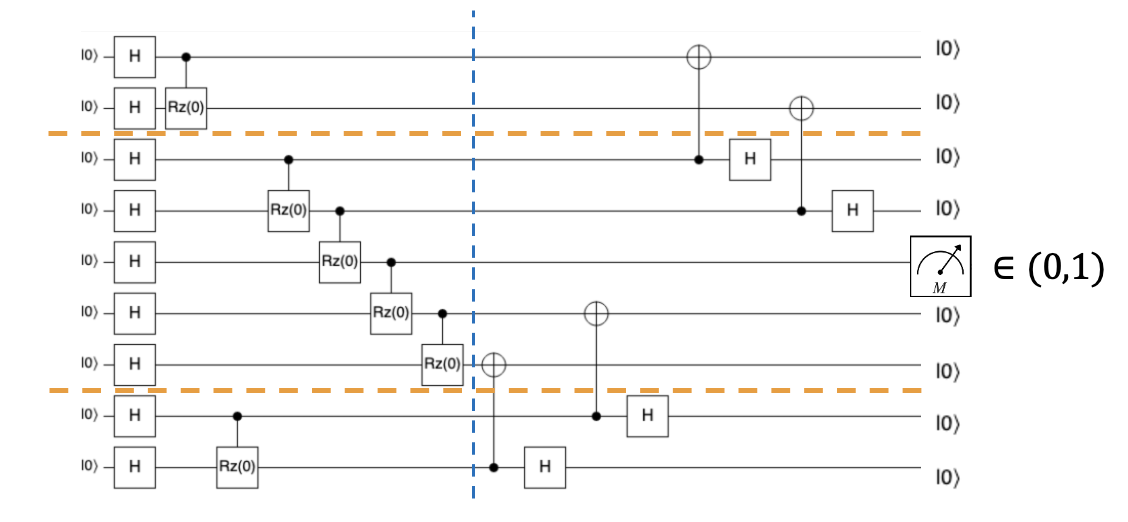 |0⟩ H |0⟩
|0⟩ H Rz(0) |0⟩
|0⟩ H H |0⟩
|0⟩ H Rz(0) H |0⟩
|0⟩ H Rz(0) M ∈ (0,1)
|0⟩ H Rz(0) |0⟩
|0⟩ H Rz(0) |0⟩
|0⟩ H H |0⟩
|0⟩ H Rz(0) H |0⟩